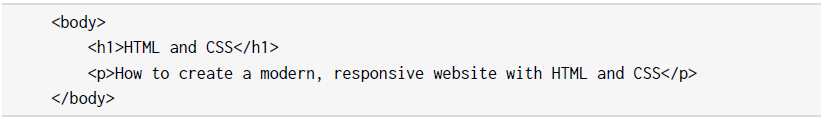 <body>
<h1>HTML and CSS</h1>
<p>How to create a modern, responsive website with HTML and CSS</p>
</body>